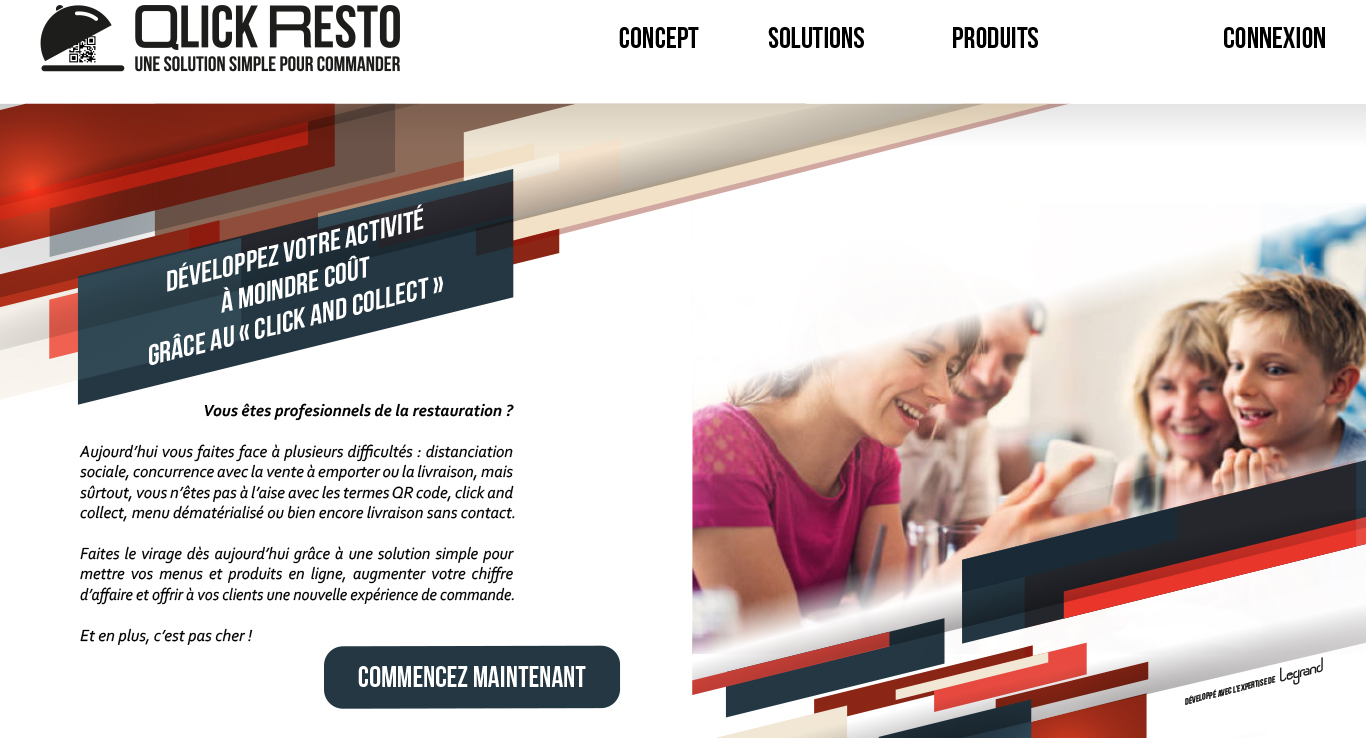 QLICK RESTO
UNE SOLUTION SIMPLE POUR COMMANDER
CONCEPT
SOLUTIONS
PRODUITS
CONNEXION
DÉVELOPPEZ VOTRE ACTIVITÉ
À MOINDRE COÛT
GRÂCE AU « CLICK AND COLLECT »
Vous êtes profesionnels de la restauration ?
Aujourd’hui vous faites face à plusieurs difficultés : distanciation
sociale, concurrence avec la vente à emporter ou la livraison, mais
sûrtout, vous n’êtes pas à l’aise avec les termes QR code, click and
collect, menu dématérialisé ou bien encore livraison sans contact.
Faites le virage dès aujourd’hui grâce à une solution simple pour
mettre vos menus et produits en ligne, augmenter votre chiffre
d’affaire et offrir à vos clients une nouvelle expérience de commande.
Et en plus, c’est pas cher !
COMMENCEZ MAINTENANT
DÉVELOPPÉ AVEC L’EXPERTISE DE Legrand